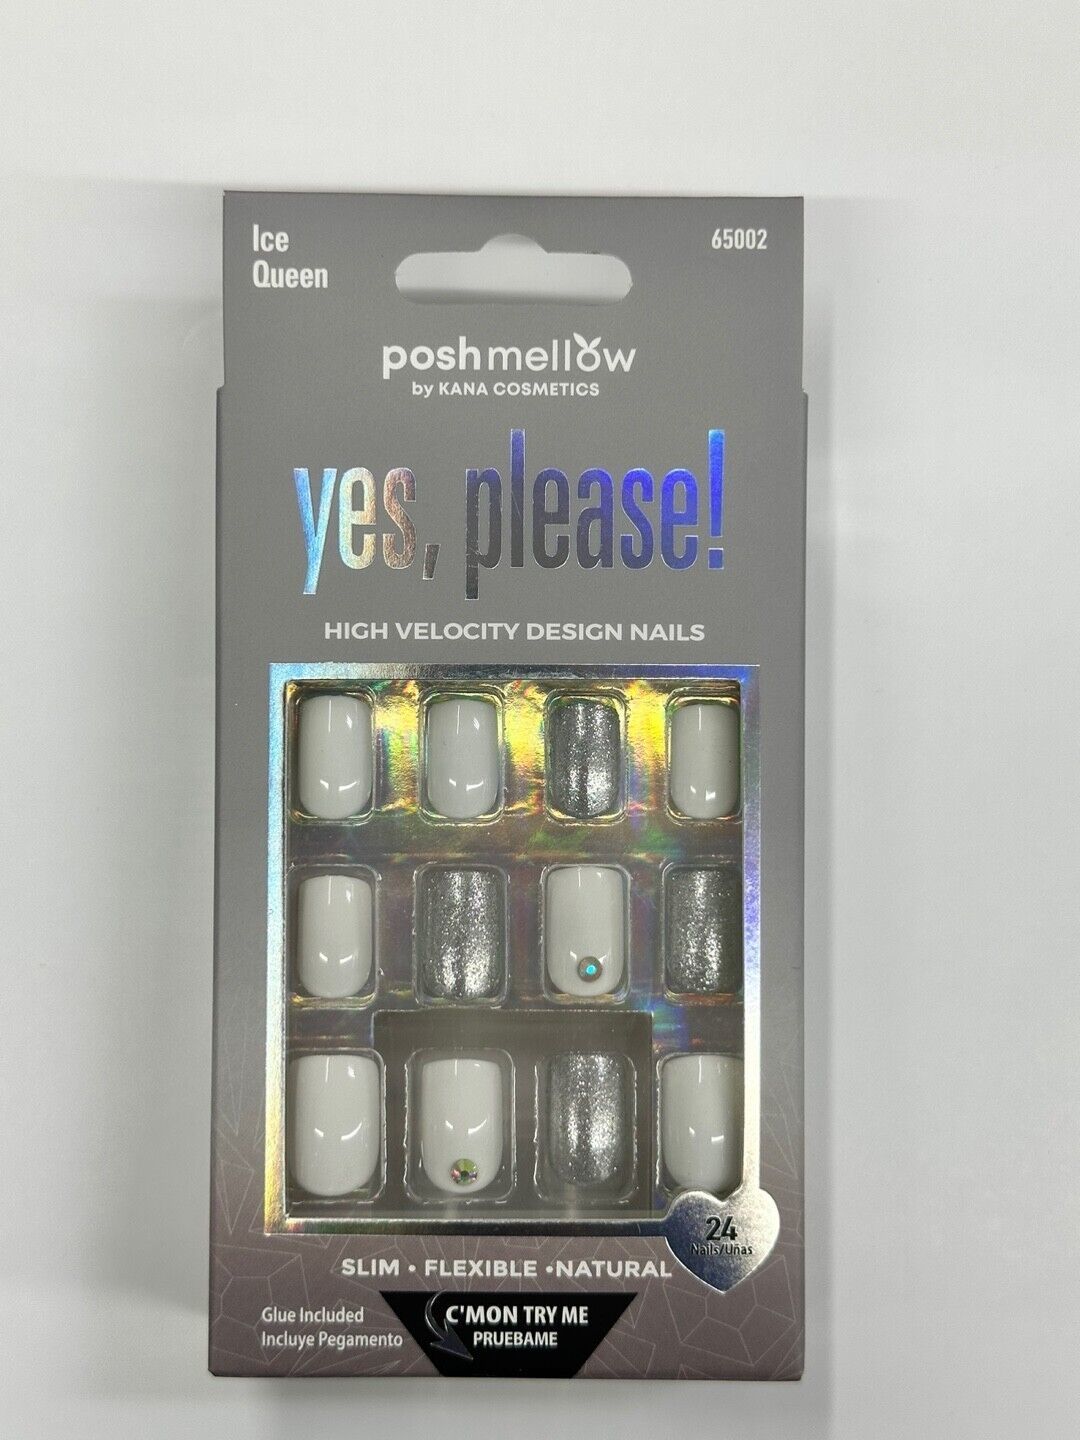 Ice
Queen
65002
poshmellow
by KANA COSMETICS
yes, please!
HIGH VELOCITY DESIGN NAILS
24
Nails/Uñas
SLIM • FLEXIBLE •NATURAL
Glue Included
Incluye Pegamento
C'MON TRY ME
PRUEBAME